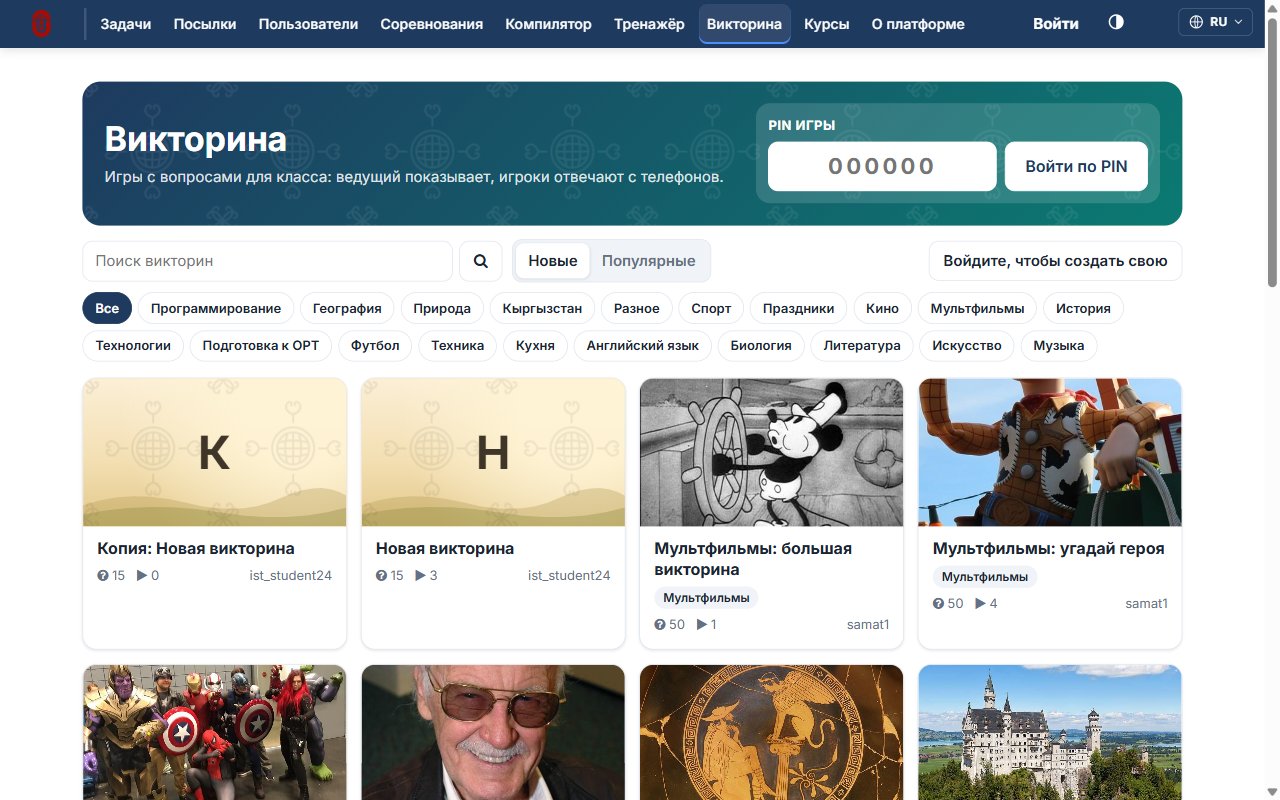 Задачи
Посылки
Пользователи
Соревнования
Компилятор
Тренажёр
Викторина
Курсы
О платформе
Войти
RU
Викторина
Игры с вопросами для класса: ведущий показывает, игроки отвечают с телефонов.
PIN ИГРЫ
000000
Войти по PIN
Поиск викторин
Новые
Популярные
Войдите, чтобы создать свою
Все
Программирование
География
Природа
Кыргызстан
Разное
Спорт
Праздники
Кино
Мультфильмы
История
Технологии
Подготовка к ОРТ
Футбол
Техника
Кухня
Английский язык
Биология
Литература
Искусство
Музыка
К
Копия: Новая викторина
15
0
ist_student24
Н
Новая викторина
15
3
ist_student24
Мультфильмы: большая
викторина
Мультфильмы
50
1
samat1
Мультфильмы: угадай героя
Мультфильмы
50
4
samat1